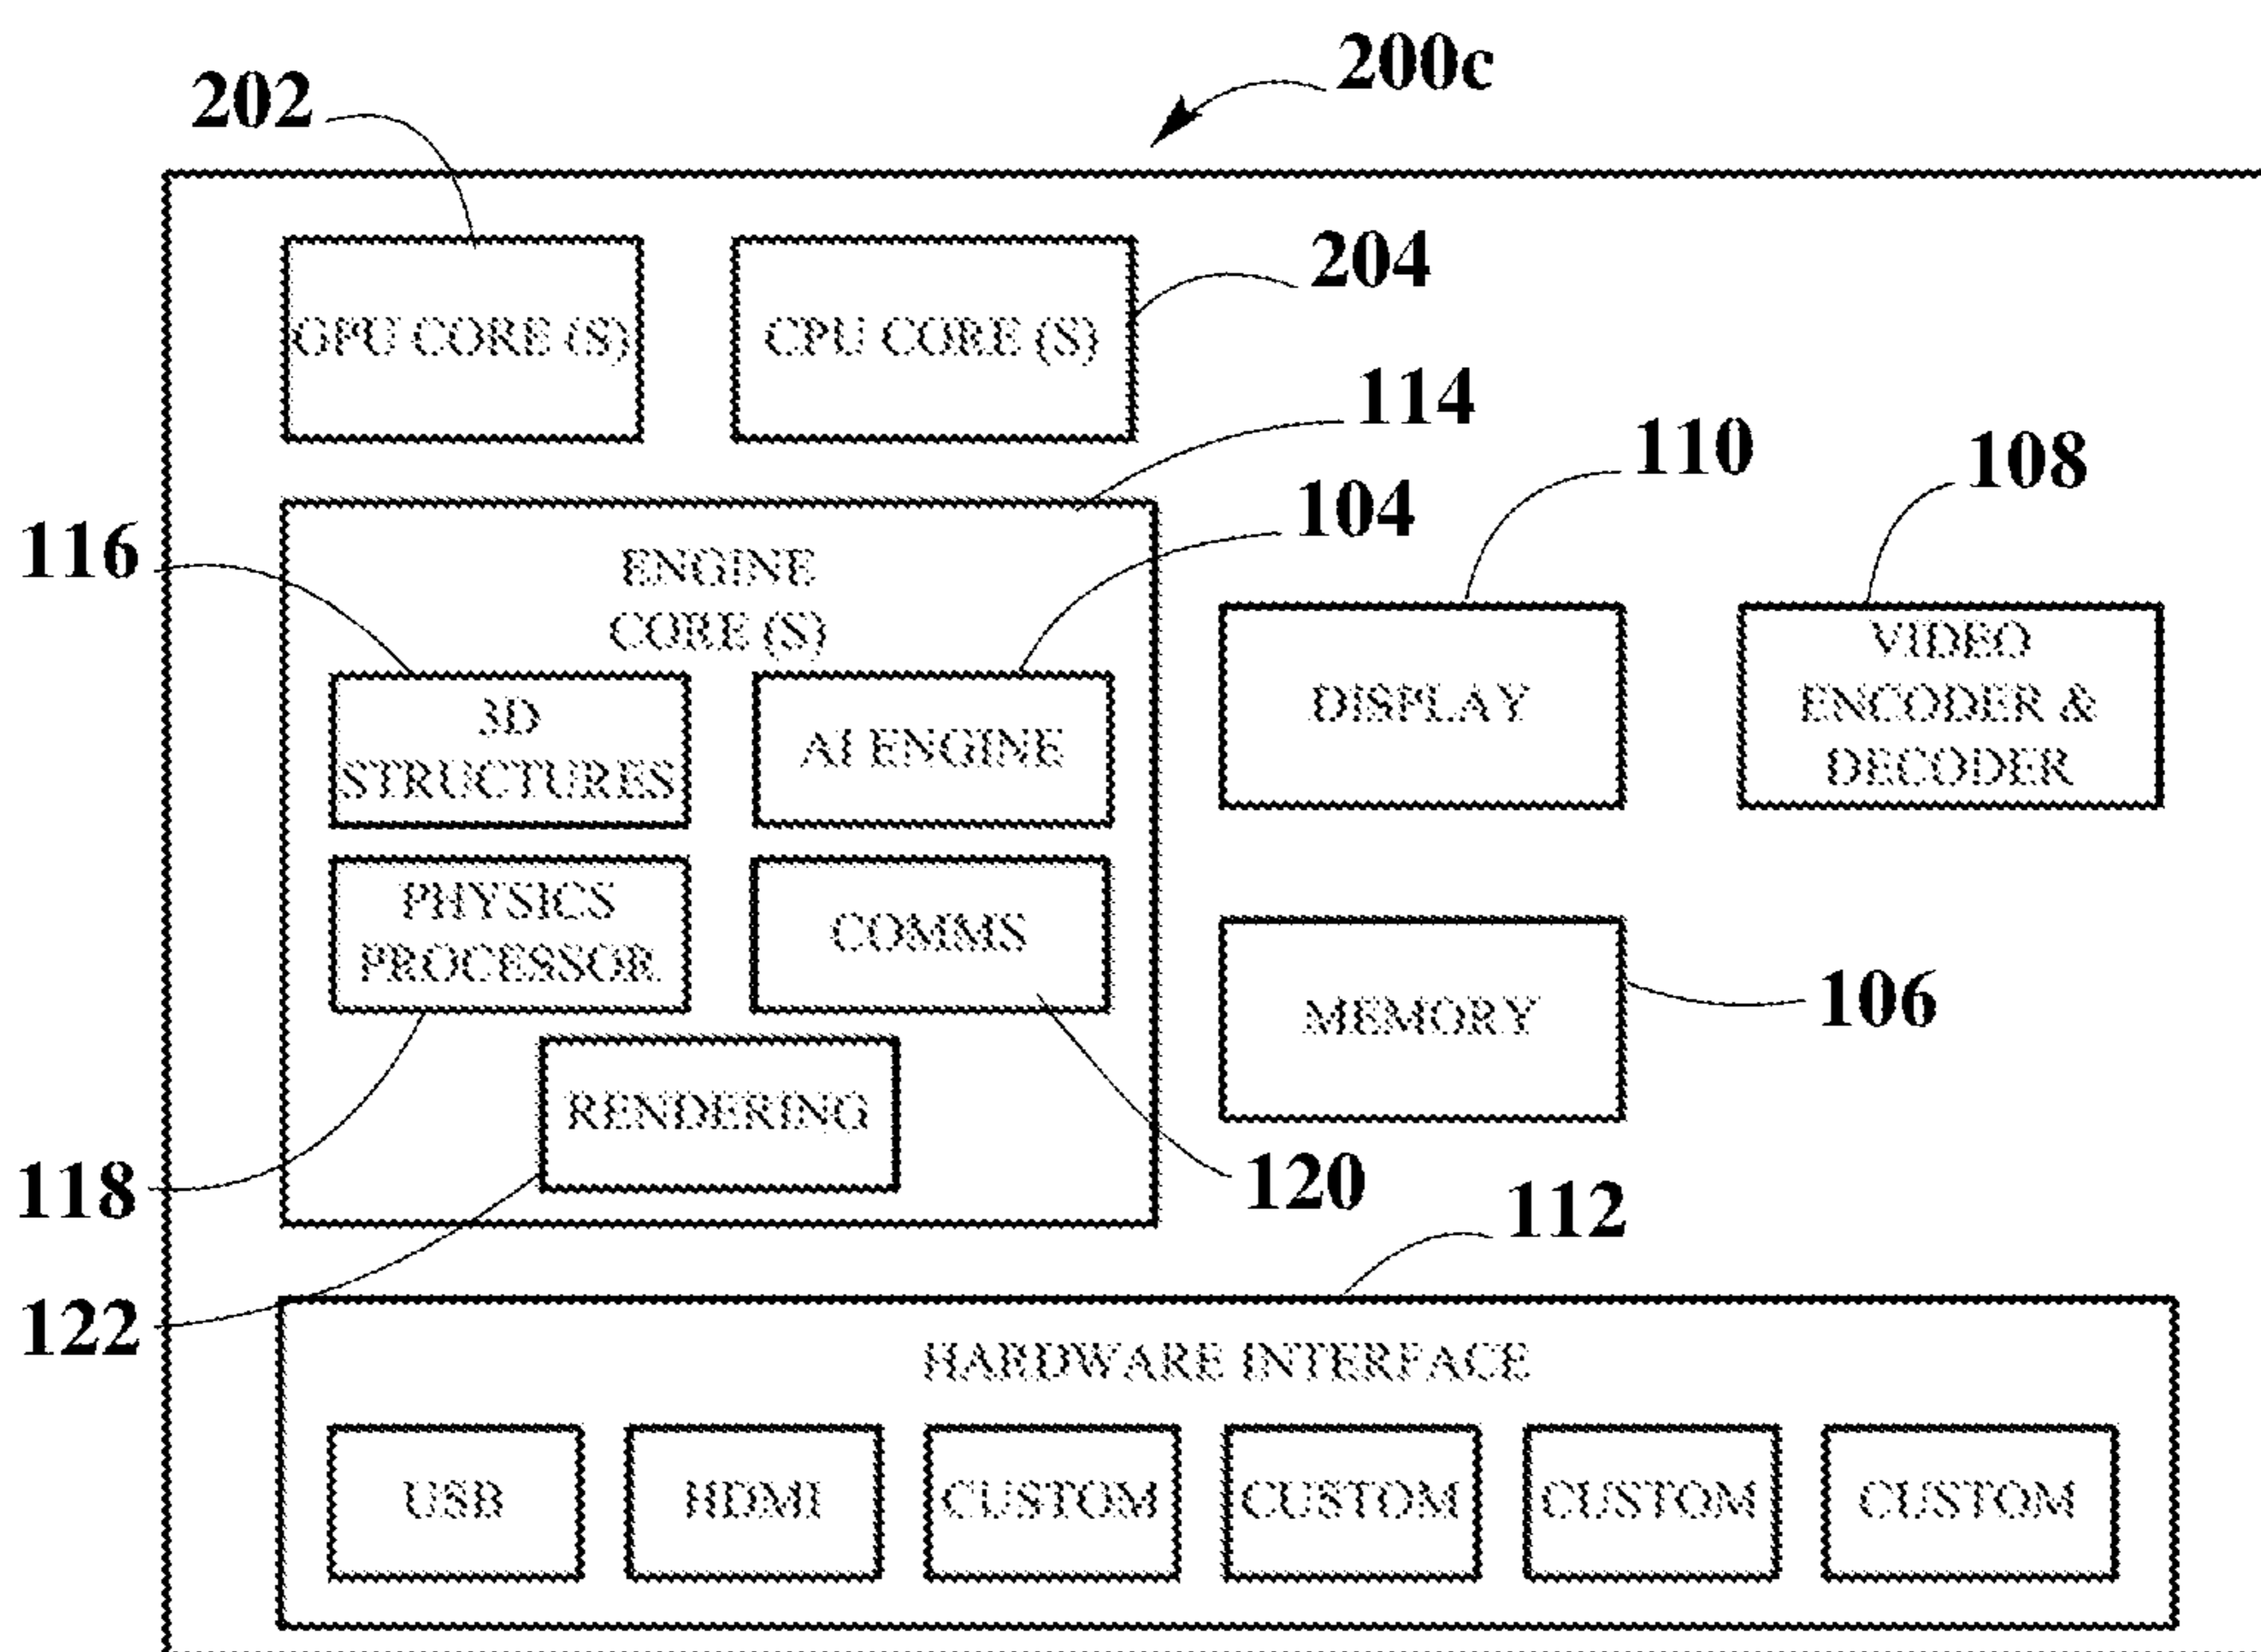 200c
202
GPU CORE (S)
CPU CORE (S)
204
114
110
108
104
116
ENGINE
CORE (S)
3D
STRUCTURES
AI ENGINE
DISPLAY
VIDEO
ENCODER &
DECODER
PHYSICS
PROCESSOR
COMMS
MEMORY
106
RENDERING
118
120
112
122
HARDWARE INTERFACE
USB
HDMI
CUSTOM
CUSTOM
CUSTOM
CUSTOM